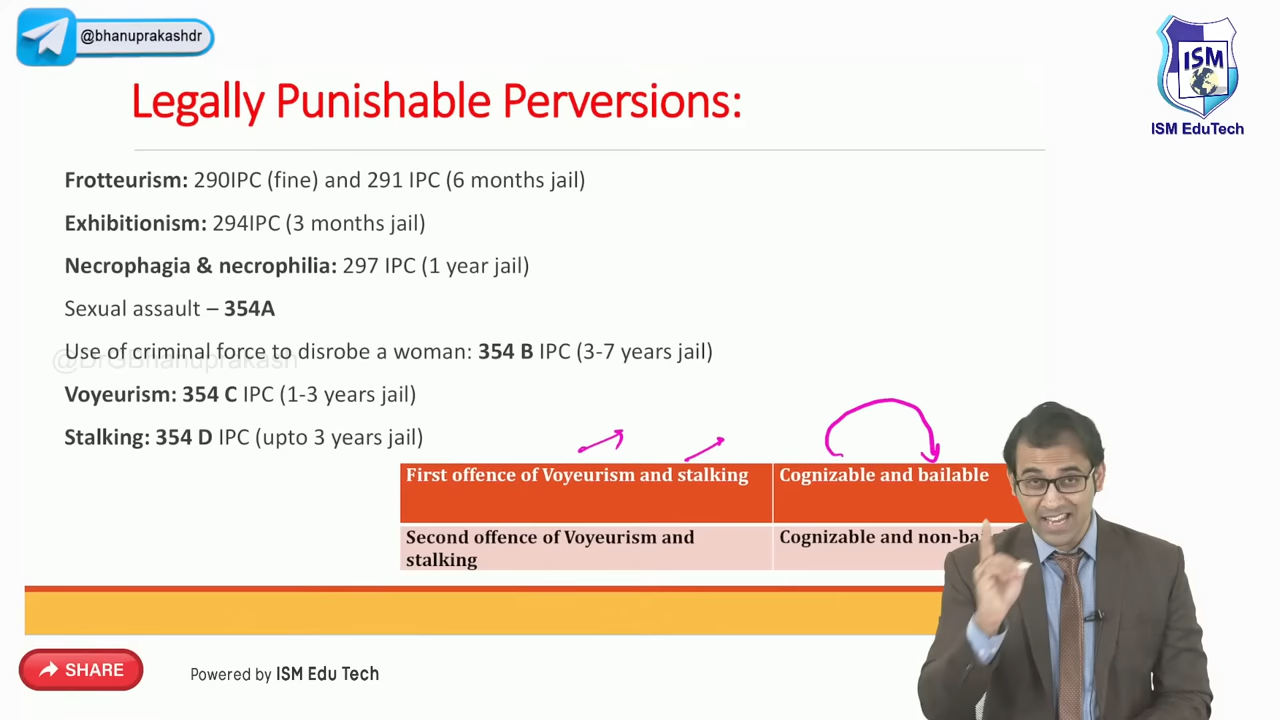 @bhanuprakashdr
ISM
ISM EduTech
Legally Punishable Perversions:
Frotteurism: 290IPC (fine) and 291 IPC (6 months jail)
Exhibitionism: 294IPC (3 months jail)
Necrophagia & necrophilia: 297 IPC (1 year jail)
Sexual assault – 354A
Use of criminal force to disrobe a woman: 354 B IPC (3-7 years jail)
@DrGBhanuprakash
Voyeurism: 354 C IPC (1-3 years jail)
Stalking: 354 D IPC (upto 3 years jail)
First offence of Voyeurism and stalking Cognizable and bailable
Second offence of Voyeurism and Cognizable and
stalking
SHARE
Powered by ISM Edu Tech